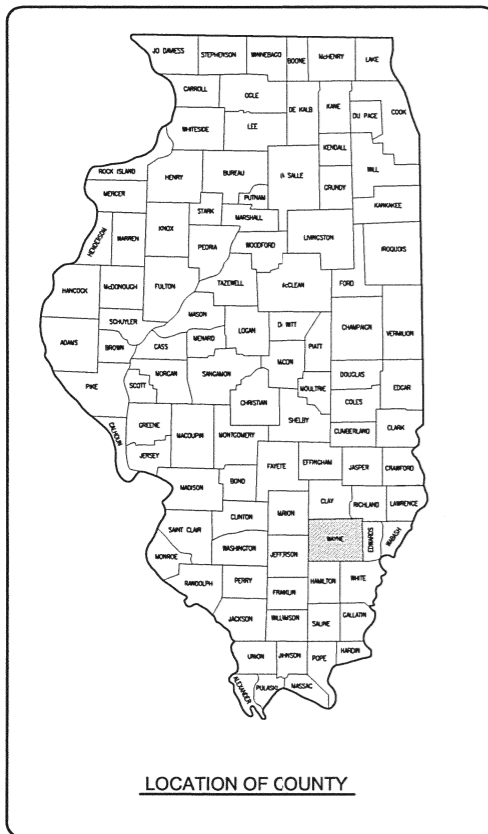 JO DAVIESS STEPHENSON WINNEBAGO BOONE McHENRY LAKE
CARROLL OGLE DE KALB KANE COOK
DU PAGE
WHITESIDE LEE
KENDALL
ROCK ISLAND HENRY BUREAU LA SALLE GRUNDY WILL
MERCER PUTNAM KANKAKEE
STARK MARSHALL
HENDERSON WARREN KNOX PEORIA WOODFORD LIVINGSTON IROQUOIS
HANCOCK McDONOUGH FULTON TAZEWELL McCLEAN FORD
MASON
SCHUYLER LOGAN DE WITT CHAMPAIGN VERMILION
ADAMS BROWN CASS MENARD PIATT
MACON
MORGAN SANGAMON DOUGLAS
PIKE SCOTT MOULTRIE COLES EDGAR
CHRISTIAN
CALHOUN GREENE MACOUPIN MONTGOMERY SHELBY CUMBERLAND CLARK
JERSEY FAYETE EFFINGHAM JASPER CRAWFORD
MADISON BOND
CLAY RICHLAND LAWRENCE
CLINTON MARION
SAINT CLAIR WAYNE EDWARDS WABASH
MONROE WASHINGTON JEFFERSON
RANDOLPH PERRY HAMILTON WHITE
FRANKLIN
JACKSON WILLIAMSON SALINE GALLATIN
UNION JOHNSON POPE HARDIN
ALEXANDER PULASKI MASSAC
LOCATION OF COUNTY